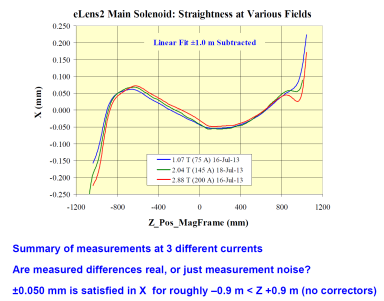 eLens2 Main Solenoid: Straightness at Various Fields
0.250
0.200
0.150
0.100
0.050
0.000
-0.050
-0.100
-0.150
-0.200
-0.250
X (mm)
Linear Fit ±1.0 m Subtracted
1.07 T (75 A) 16-Jul-13
2.04 T (145 A) 18-Jul-13
2.88 T (200 A) 16-Jul-13
-1200 -800 -400 0 400 800 1200
Z_Pos_MagFrame (mm)
Summary of measurements at 3 different currents
Are measured differences real, or just measurement noise?
±0.050 mm is satisfied in X for roughly –0.9 m < Z +0.9 m (no correctors)